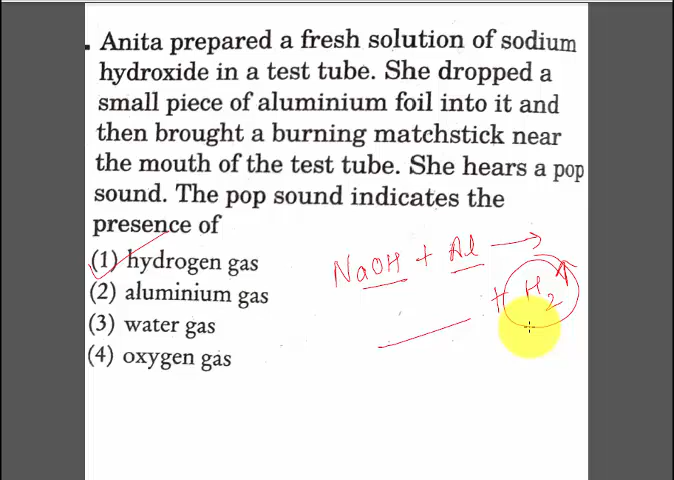 . Anita prepared a fresh solution of sodium
hydroxide in a test tube. She dropped a
small piece of aluminium foil into it and
then brought a burning matchstick near
the mouth of the test tube. She hears a pop
sound. The pop sound indicates the
presence of
(1) hydrogen gas
(2) aluminium gas
(3) water gas
(4) oxygen gas
NaOH + Al →
+ H2 ↑